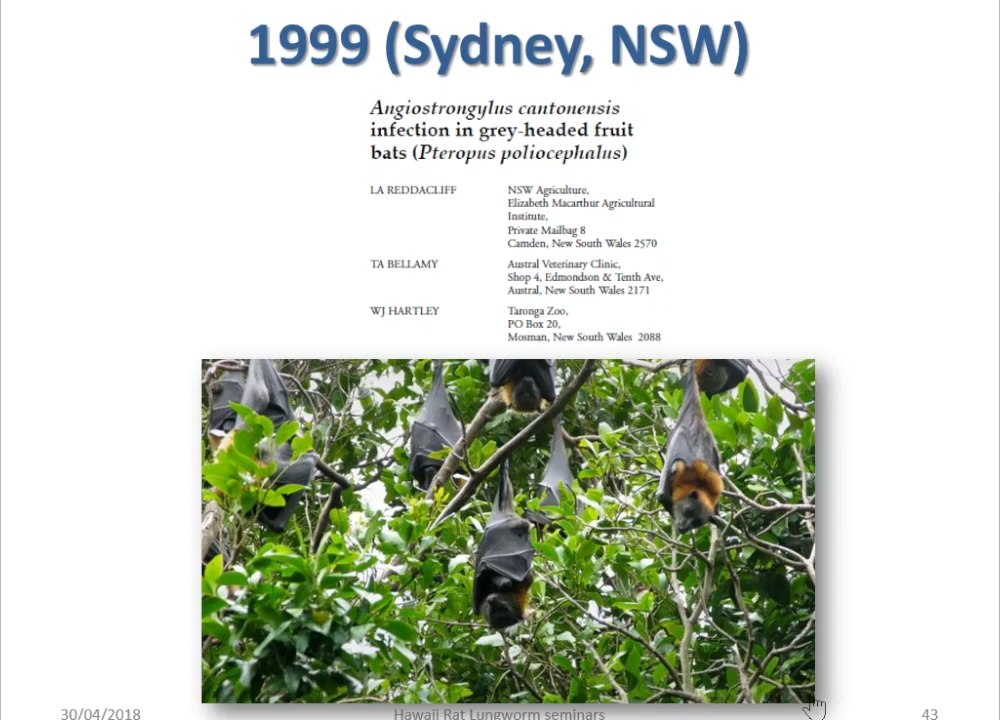 1999 (Sydney, NSW)
Angiostrongylus cantonensis
infection in grey-headed fruit
bats (Pteropus poliocephalus)
LA REDDACLIFF
NSW Agriculture,
Elizabeth Macarthur Agricultural
Institute,
Private Mailbag 8
Camden, New South Wales 2570
TA BELLAMY
Austral Veterinary Clinic,
Shop 4, Edmondson & Tenth Ave,
Austral, New South Wales 2171
WJ HARTLEY
Taronga Zoo,
PO Box 20,
Mosman, New South Wales 2088
30/04/2018
Hawaii Rat Lungworm seminars
43